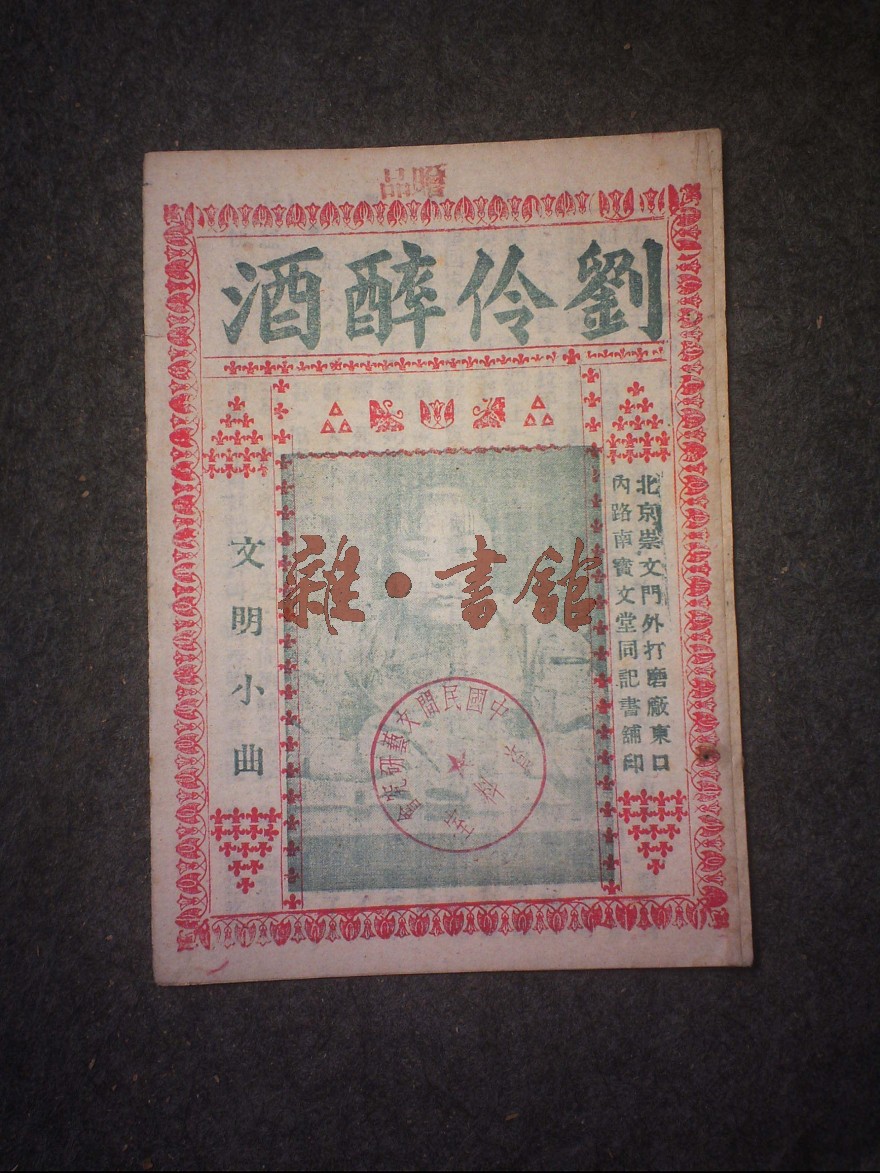 贈品
劉伶醉酒
北京崇文門外打磨廠東口
內路南寶文堂同記書舖印
文明小曲
雜·書館
中國民間文藝研究會